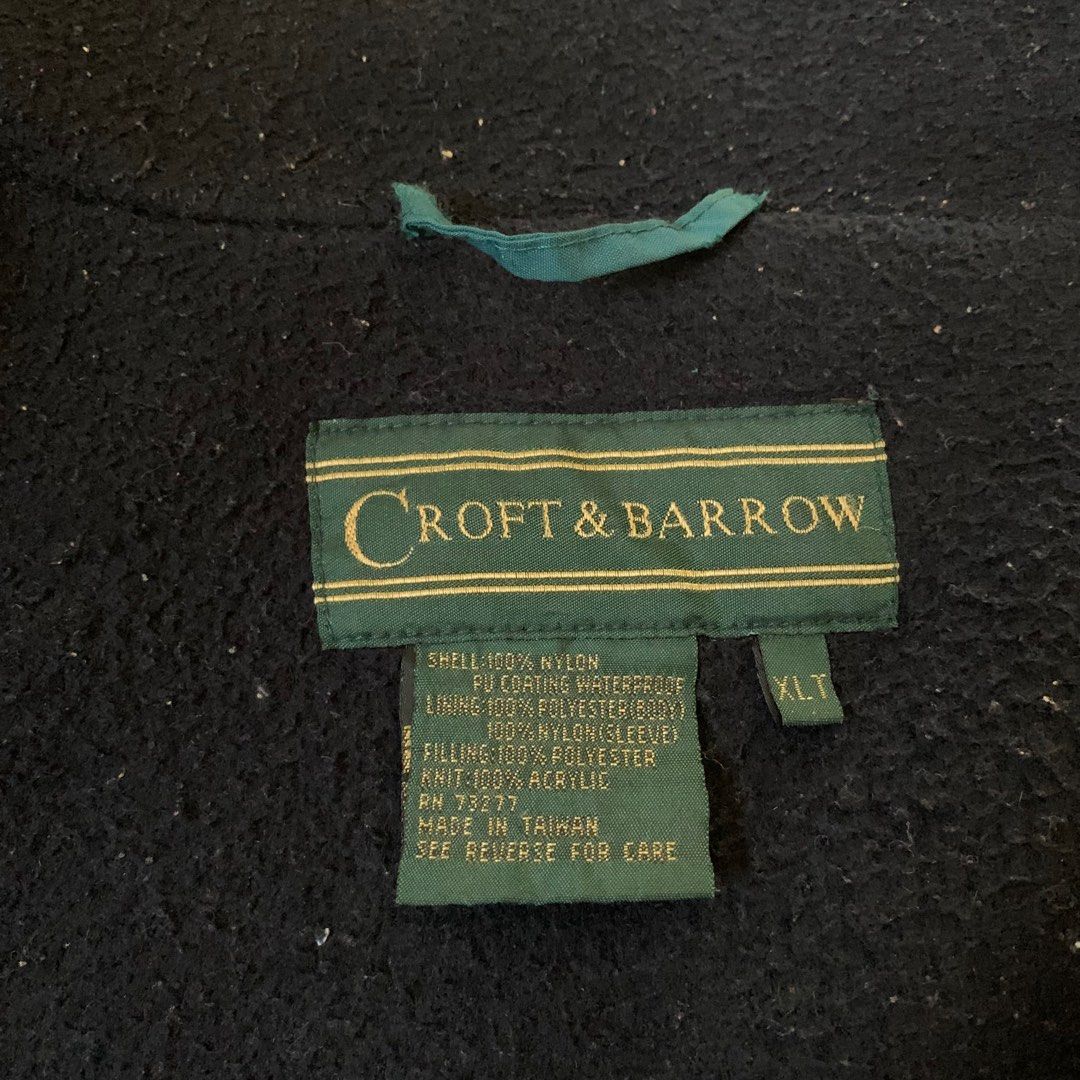 CROFT & BARROW
XLT
SHELL:100% NYLON
PU COATING WATERPROOF
LINING:100% POLYESTER(BODY)
100% NYLON(SLEEVE)
FILLING:100% POLYESTER
KNIT:100% ACRYLIC
RN 73277
MADE IN TAIWAN
SEE REVERSE FOR CARE